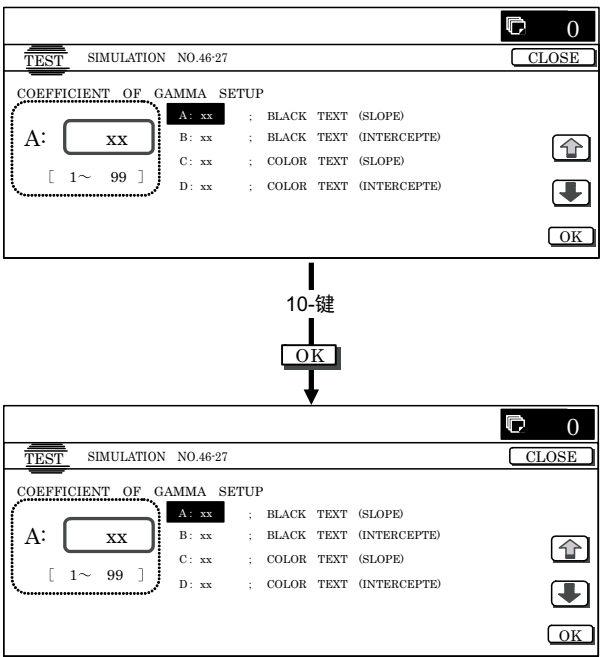 0
TEST SIMULATION NO.46-27 CLOSE
COEFFICIENT OF GAMMA SETUP
A: xx ; BLACK TEXT (SLOPE)
A: xx B: xx ; BLACK TEXT (INTERCEPTE)
C: xx ; COLOR TEXT (SLOPE)
[ 1～ 99 ] D: xx ; COLOR TEXT (INTERCEPTE)
OK
10-键
OK
0
TEST SIMULATION NO.46-27 CLOSE
COEFFICIENT OF GAMMA SETUP
A: xx ; BLACK TEXT (SLOPE)
A: xx B: xx ; BLACK TEXT (INTERCEPTE)
C: xx ; COLOR TEXT (SLOPE)
[ 1～ 99 ] D: xx ; COLOR TEXT (INTERCEPTE)
OK